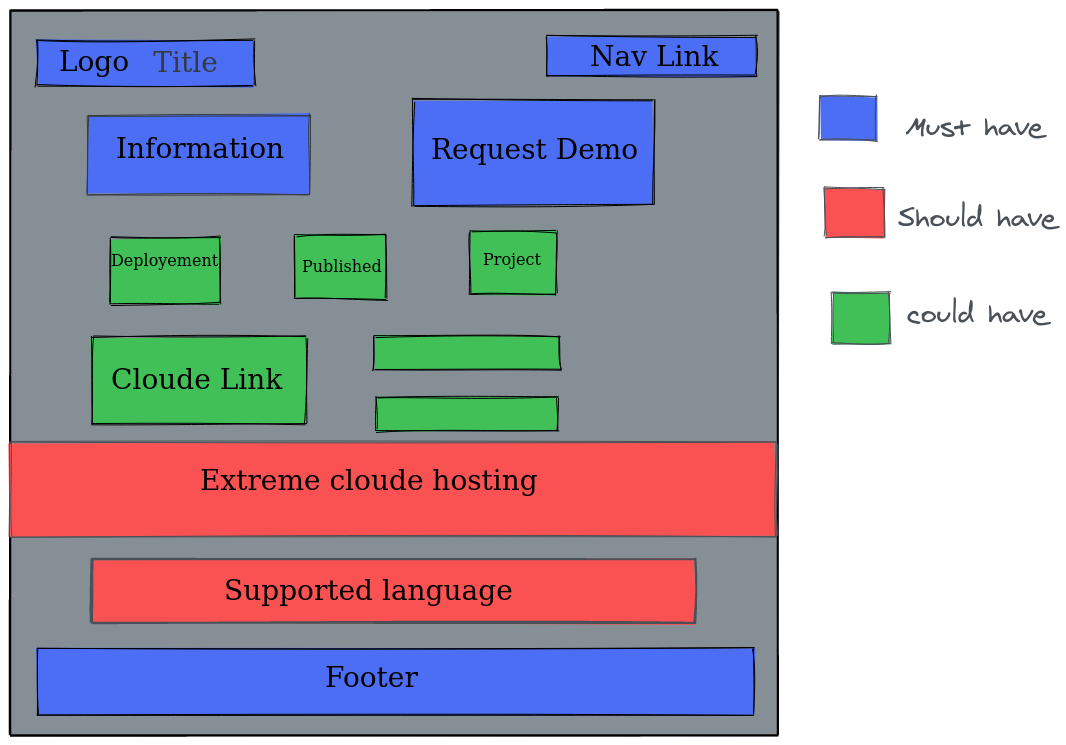 Logo Title
Nav Link
Information
Request Demo
Deployement
Published
Project
Cloude Link
Extreme cloude hosting
Supported language
Footer
Must have
Should have
could have